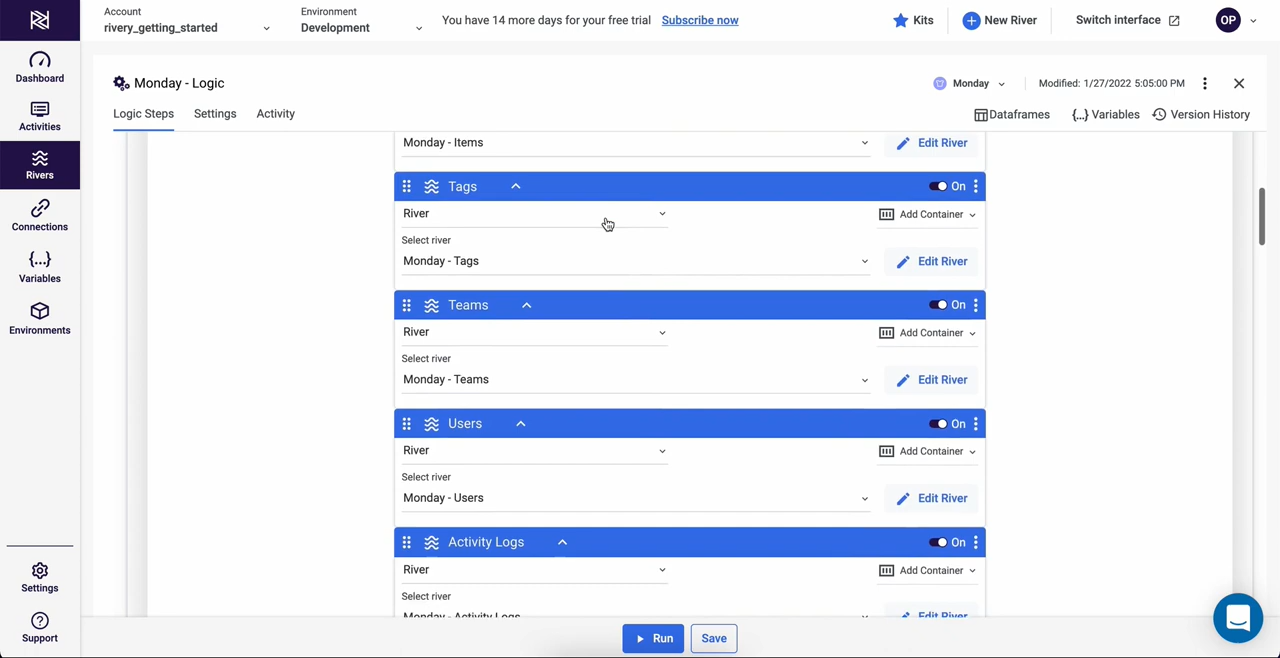 Account
rivery_getting_started
Environment
Development
You have 14 more days for your free trial Subscribe now
Kits
New River
Switch interface
OP
Dashboard
Activities
Rivers
Connections
Variables
Environments
Settings
Support
Monday - Logic
Monday
Modified: 1/27/2022 5:05:00 PM
Logic Steps Settings Activity
Dataframes
{...} Variables
Version History
Monday - Items
Edit River
Tags
On
River
Add Container
Select river
Monday - Tags
Edit River
Teams
On
River
Add Container
Select river
Monday - Teams
Edit River
Users
On
River
Add Container
Select river
Monday - Users
Edit River
Activity Logs
On
River
Add Container
Select river
Monday - Activity Logs
Edit River
Run
Save